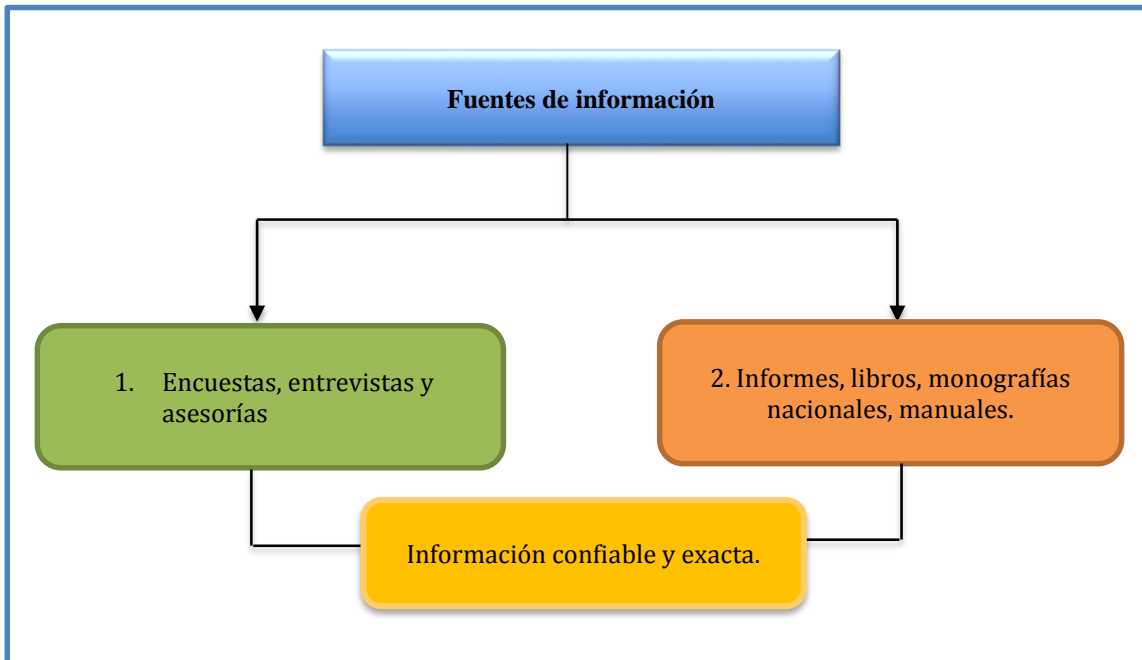 Fuentes de información
1. Encuestas, entrevistas y
asesorías
2. Informes, libros, monografías
nacionales, manuales.
Información confiable y exacta.